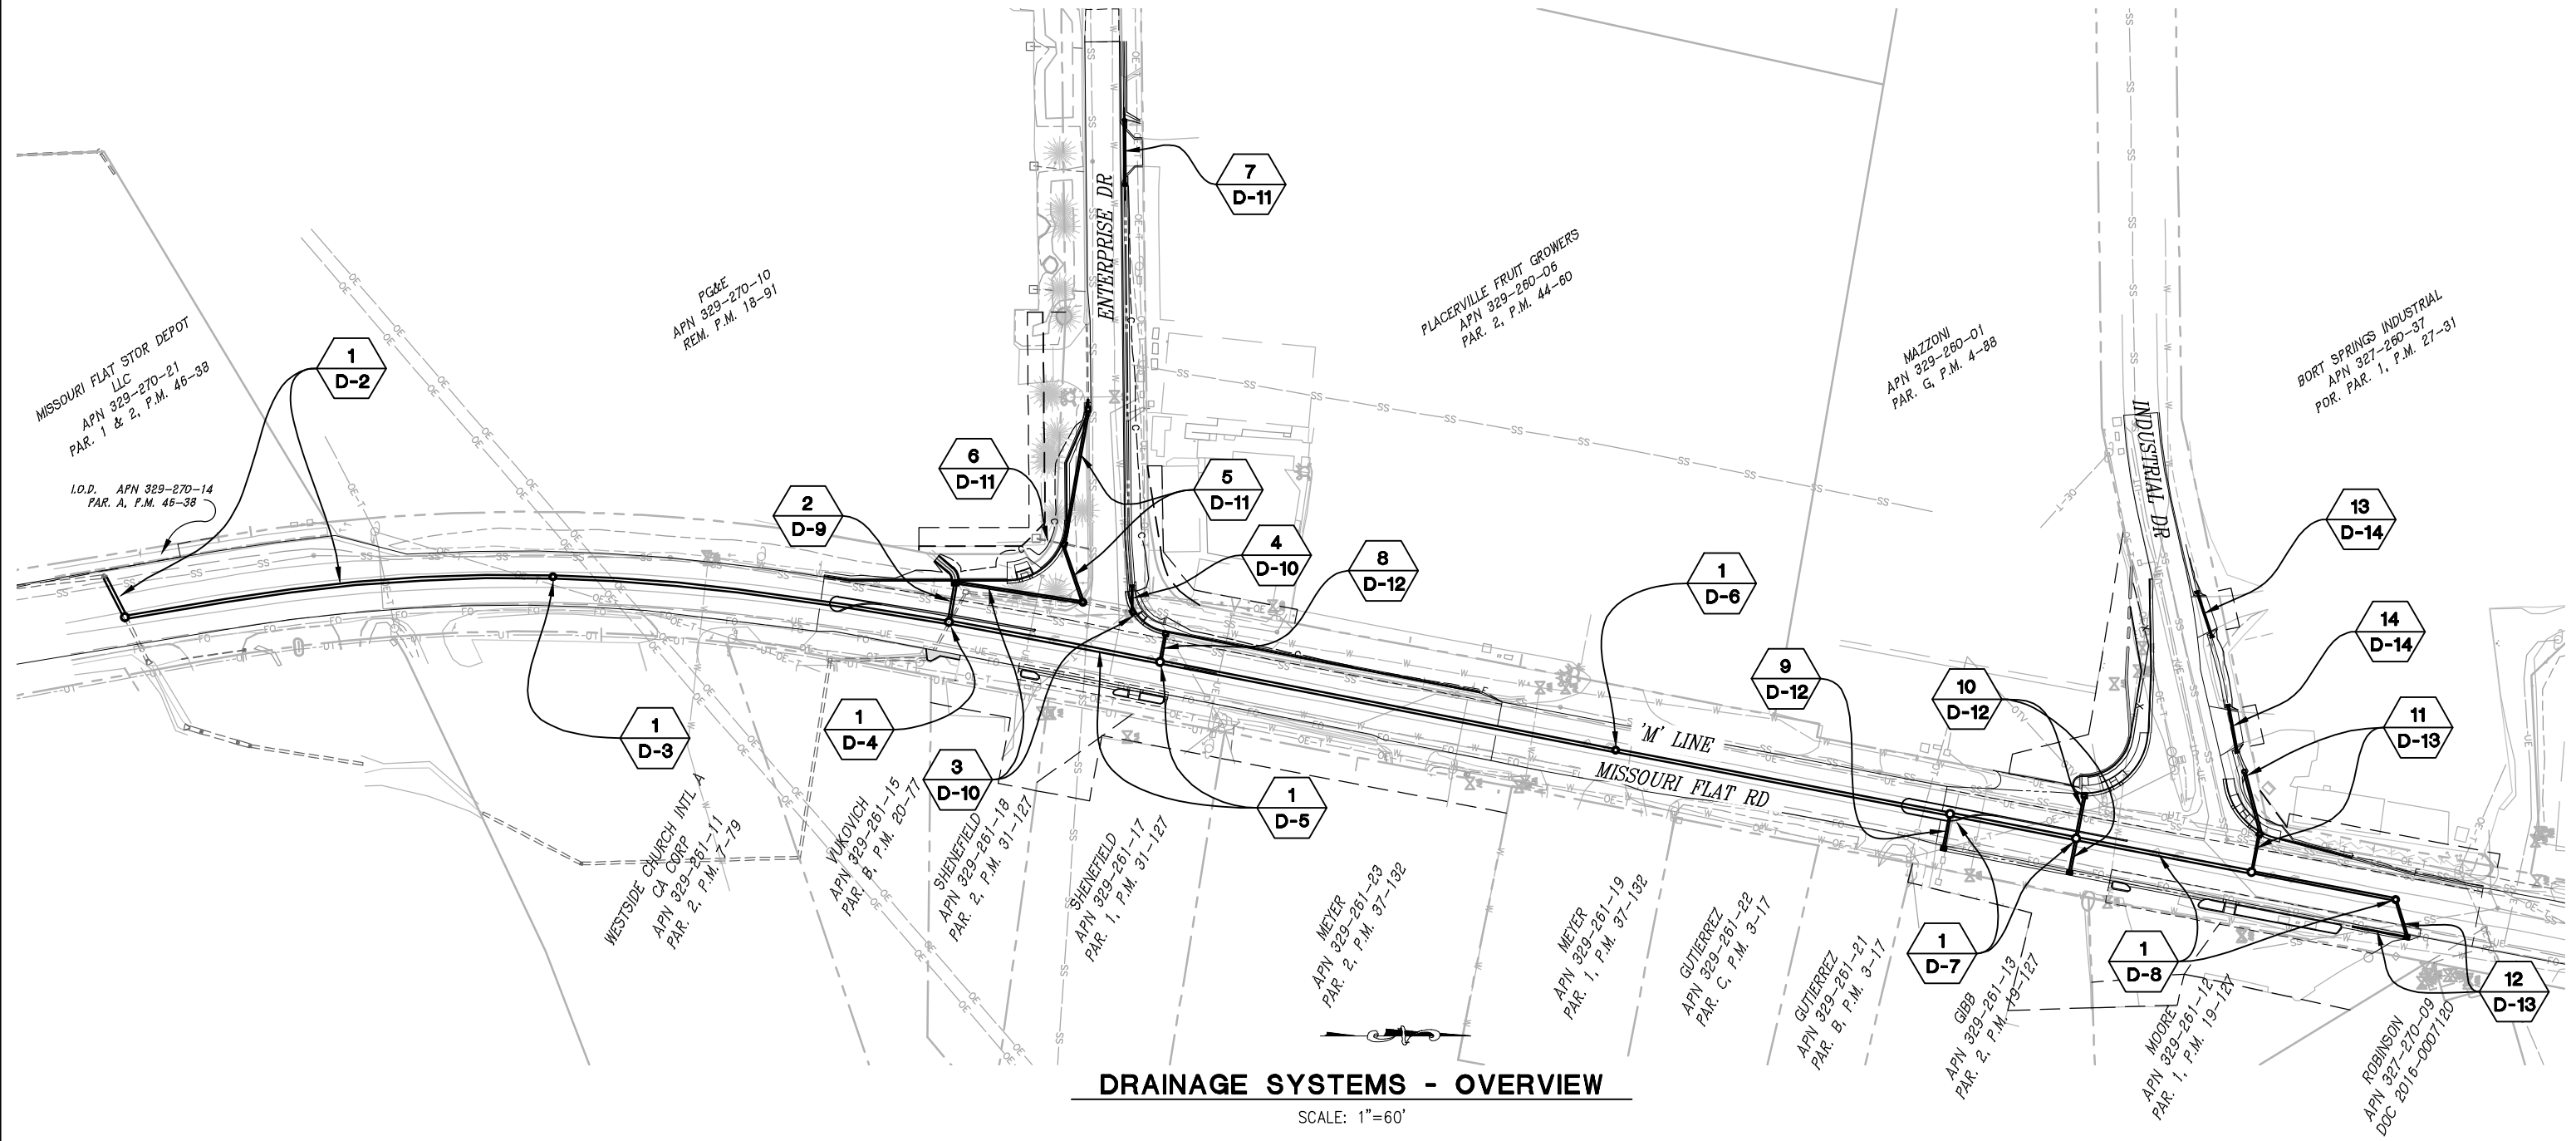 7
D-11
ENTERPRISE DR
PG&E
APN 329-270-10
REM. P.M. 18-91
PLACERVILLE FRUIT GROWERS
APN 329-260-06
PAR. 2, P.M. 44-60
MAZZONI
APN 329-260-01
PAR. G, P.M. 4-88
BORT SPRINGS INDUSTRIAL
APN 327-260-37
POR. PAR. 1, P.M. 27-31
MISSOURI FLAT STOR DEPOT
LLC
APN 329-270-21
PAR. 1 & 2, P.M. 46-38
1
D-2
I.O.D. APN 329-270-14
PAR. A, P.M. 46-38
INDUSTRIAL DR
6
D-11
5
D-11
2
D-9
4
D-10
8
D-12
1
D-6
13
D-14
14
D-14
9
D-12
10
D-12
11
D-13
1
D-3
1
D-4
3
D-10
1
D-5
'M' LINE
MISSOURI FLAT RD
1
D-7
1
D-8
12
D-13
WESTSIDE CHURCH INTL A
CA CORP
APN 329-261-11
PAR. 2, P.M. 7-79
VUKOVICH
APN 329-261-15
PAR. B, P.M. 20-77
SHENEFIELD
APN 329-261-18
PAR. 2, P.M. 31-127
SHENEFIELD
APN 329-261-17
PAR. 1, P.M. 31-127
MEYER
APN 329-261-23
PAR. 2, P.M. 37-132
MEYER
APN 329-261-19
PAR. 1, P.M. 37-132
GUTIERREZ
APN 329-261-22
PAR. C, P.M. 3-17
GUTIERREZ
APN 329-261-21
PAR. B, P.M. 3-17
GIBB
APN 329-261-13
PAR. 2, P.M. 19-127
MOORE
APN 329-261-12
PAR. 1, P.M. 19-127
ROBINSON
APN 327-270-09
DOC 2016-0007120
DRAINAGE SYSTEMS - OVERVIEW
SCALE: 1"=60'